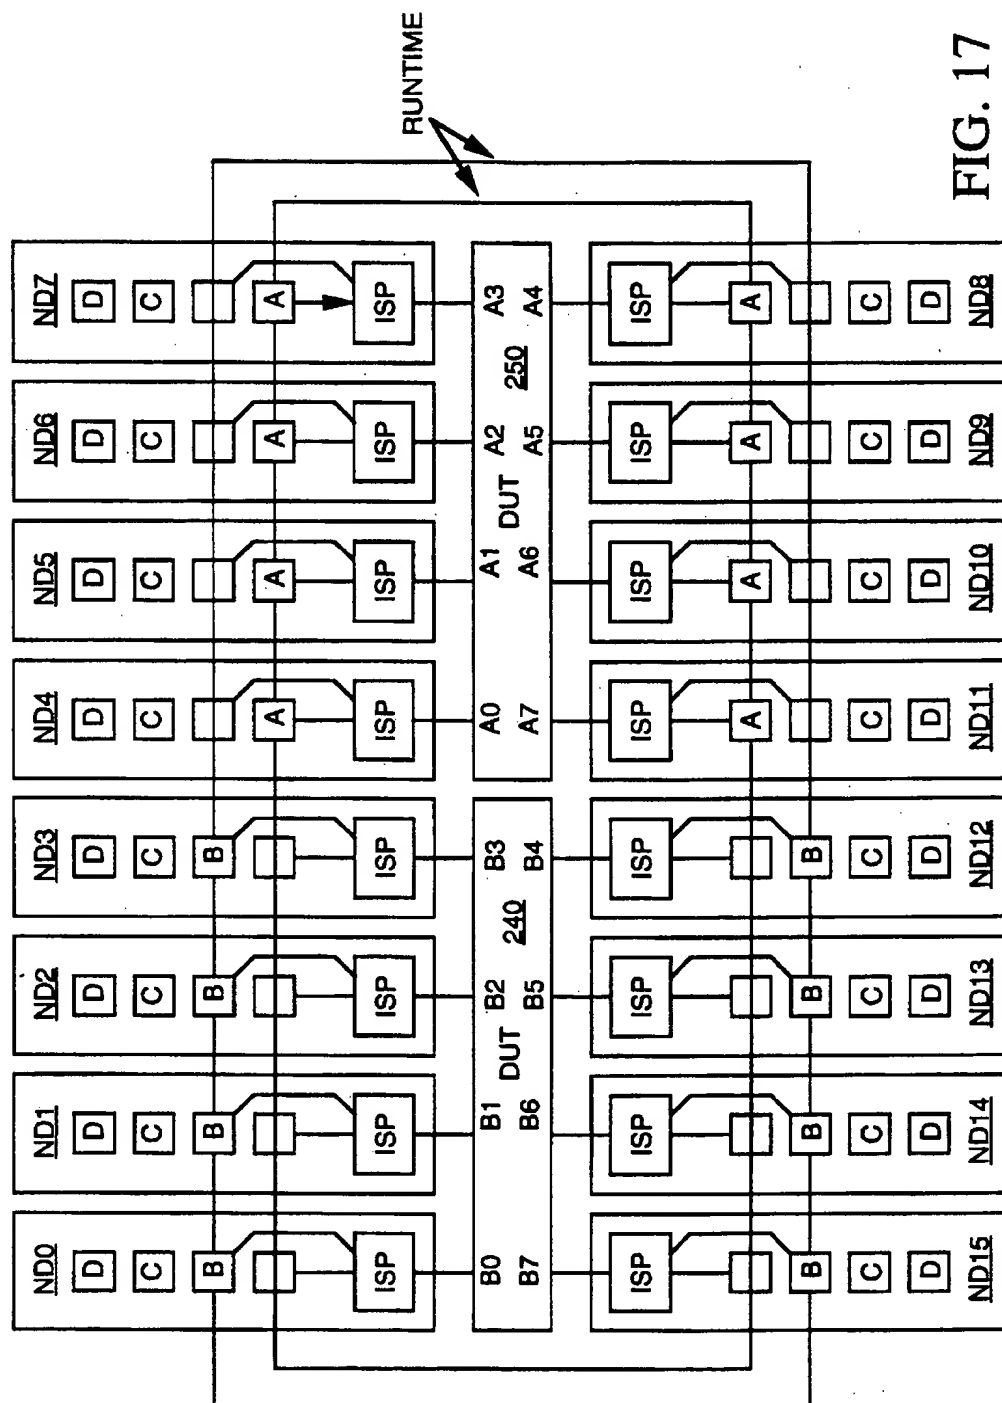 RUNTIME
ND0 ND1 ND2 ND3 ND4 ND5 ND6 ND7
D D D D D D D D
C C C C C C C C
B B B B
A A A A
ISP ISP ISP ISP ISP ISP ISP ISP
B0 B1 B2 B3 A0 A1 A2 A3
DUT 240 DUT 250
B7 B6 B5 B4 A7 A6 A5 A4
ISP ISP ISP ISP ISP ISP ISP ISP
A A A A
B B B B
C C C C C C C C
D D D D D D D D
ND15 ND14 ND13 ND12 ND11 ND10 ND9 ND8
FIG. 17